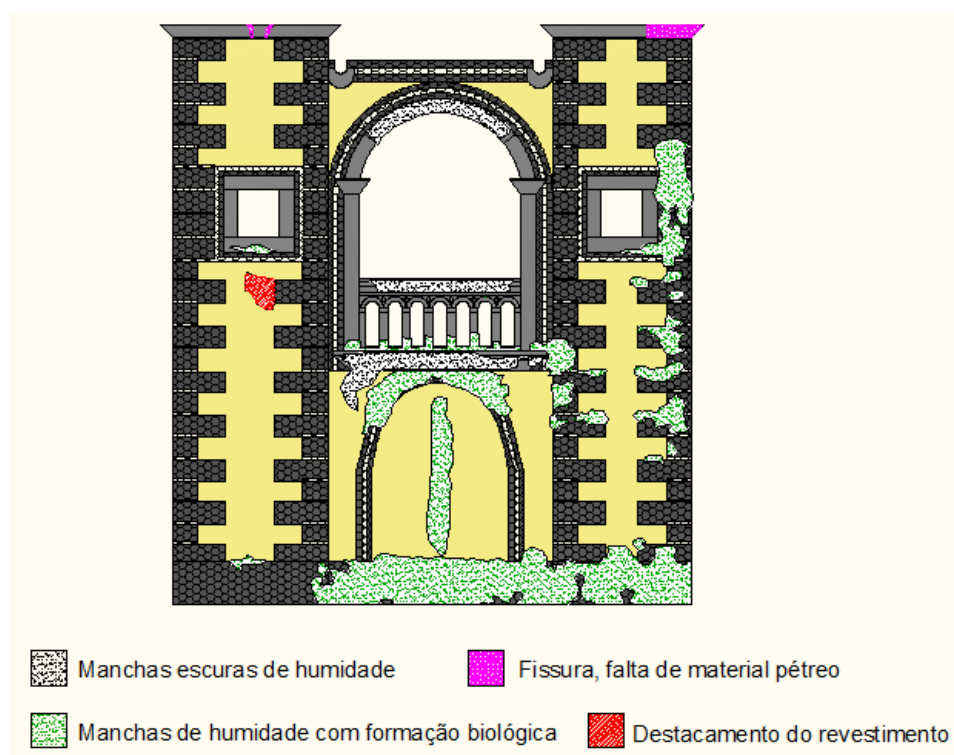 Manchas escuras de humidade
Fissura, falta de material pétreo
Manchas de humidade com formação biológica
Destacamento do revestimento